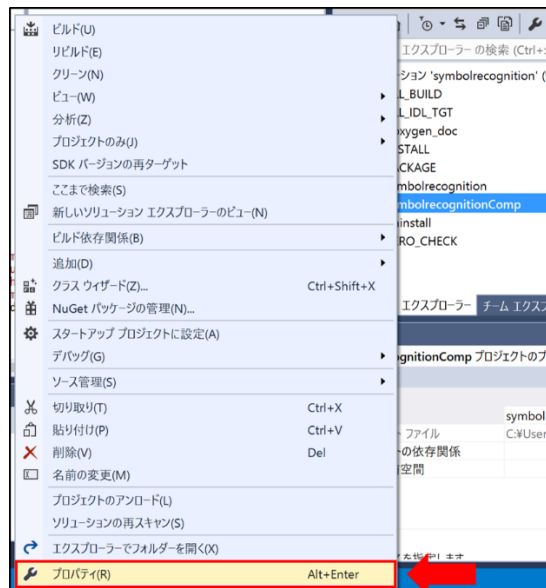 ビルド(U)
リビルド(E)
クリーン(N)
ビュー(W)
分析(Z)
プロジェクトのみ(J)
SDK バージョンの再ターゲット
ここまで検索(S)
新しいソリューション エクスプローラーのビュー(N)
ビルド依存関係(B)
追加(D)
クラス ウィザード(Z)... Ctrl+Shift+X
NuGet パッケージの管理(N)...
スタートアップ プロジェクトに設定(A)
デバッグ(G)
ソース管理(S)
切り取り(T) Ctrl+X
貼り付け(P) Ctrl+V
削除(V) Del
名前の変更(M)
プロジェクトのアンロード(L)
ソリューションの再スキャン(S)
エクスプローラーでフォルダーを開く(X)
プロパティ(R) Alt+Enter
エクスプローラー の検索 (Ctrl+
ション 'symbolrecognition' (
L_BUILD
L_IDL_TGT
oxygen_doc
STALL
CKAGE
mbolrecognition
mbolrecognitionComp
install
RO_CHECK
エクスプローラー チーム エクスプ
ognitionComp プロジェクトのプ
symbol
ト ファイル C:¥User
の依存関係
空間
を指定します